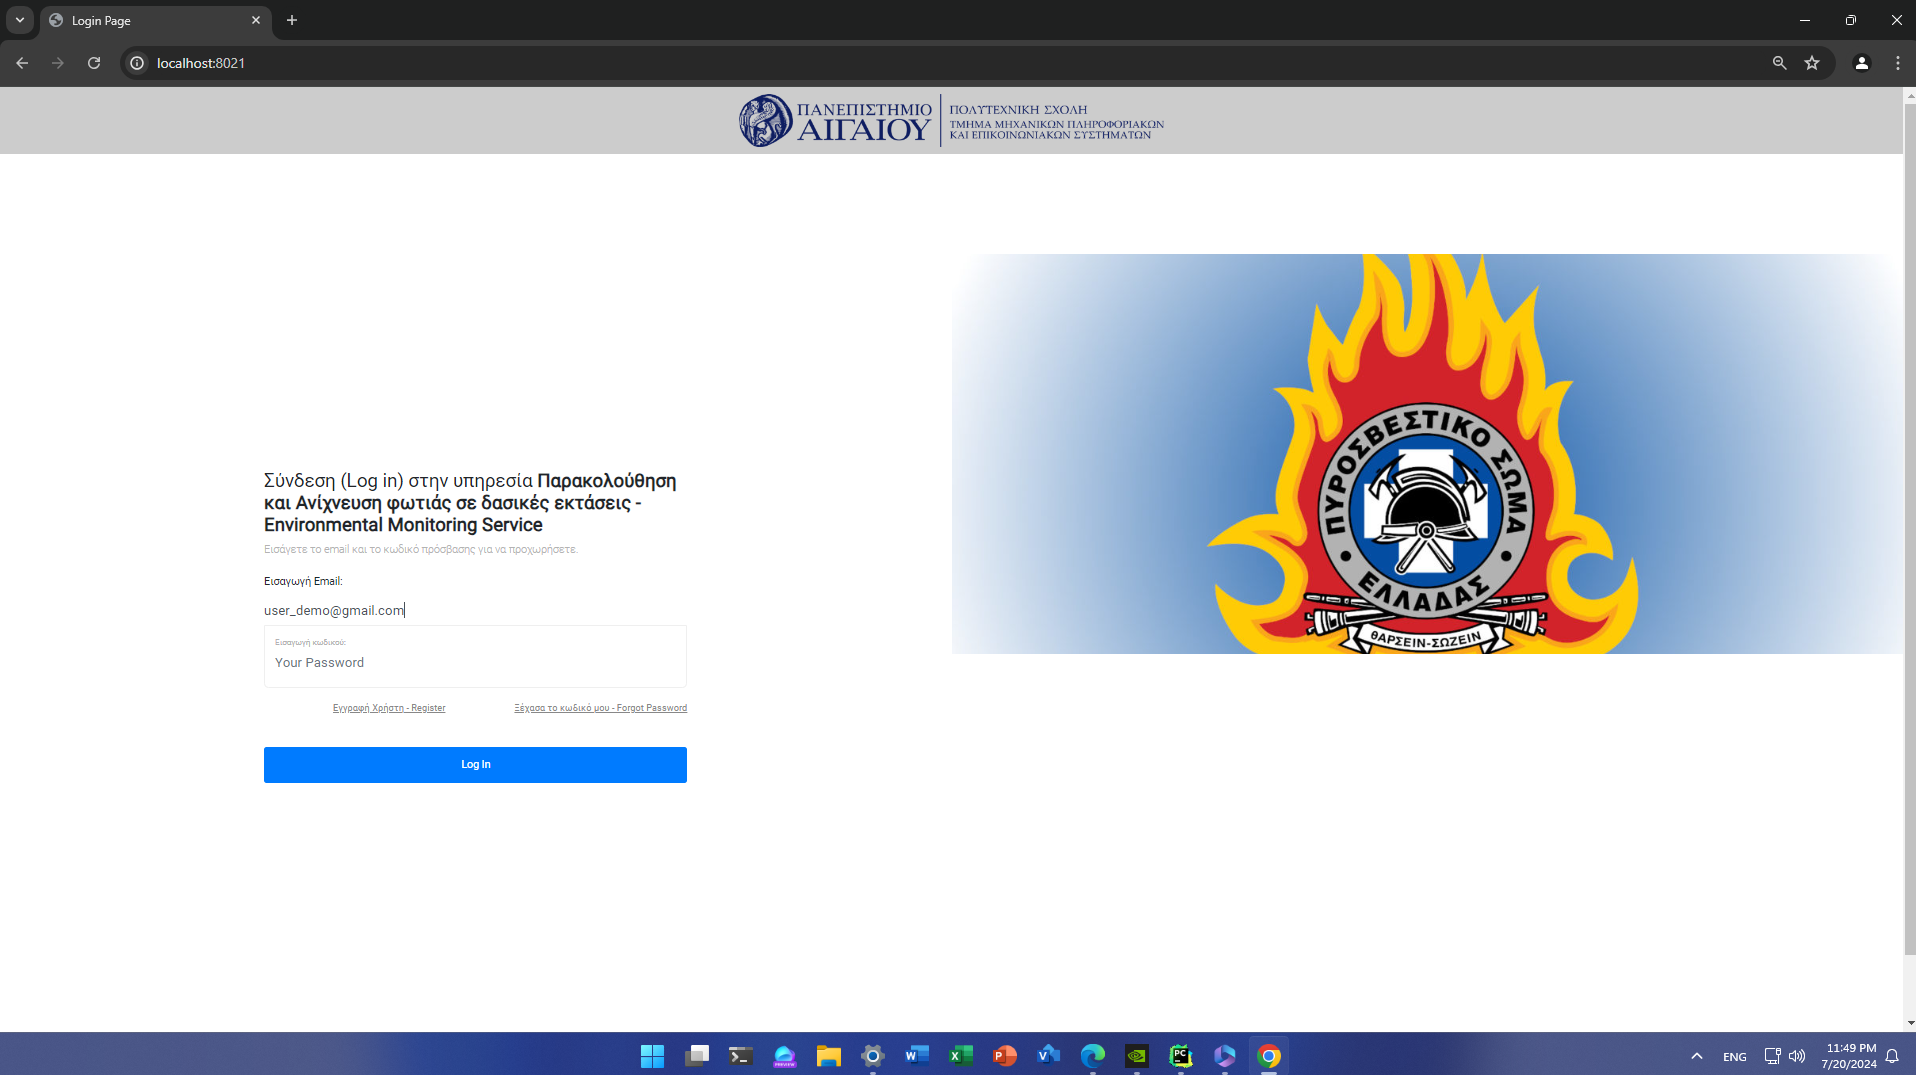 Login Page
localhost:8021
ΠΑΝΕΠΙΣΤΗΜΙΟ
ΑΙΓΑΙΟΥ
ΠΟΛΥΤΕΧΝΙΚΗ ΣΧΟΛΗ
ΤΜΗΜΑ ΜΗΧΑΝΙΚΩΝ ΠΛΗΡΟΦΟΡΙΑΚΩΝ
ΚΑΙ ΕΠΙΚΟΙΝΩΝΙΑΚΩΝ ΣΥΣΤΗΜΑΤΩΝ
Σύνδεση (Log in) στην υπηρεσία Παρακολούθηση
και Ανίχνευση φωτιάς σε δασικές εκτάσεις -
Environmental Monitoring Service
Εισάγετε το email και το κωδικό πρόσβασης για να προχωρήσετε.
Εισαγωγή Email:
user_demo@gmail.com
Εισαγωγή κωδικού:
Your Password
Εγγραφή Χρήστη - Register
Ξέχασα το κωδικό μου - Forgot Password
Log In
ΠΥΡΟΣΒΕΣΤΙΚΟ ΣΩΜΑ
• ΕΛΛΑΔΑΣ •
ΘΑΡΣΕΙΝ-ΣΩΖΕΙΝ
PREVIEW
W
X
P
V
PC
ENG
11:49 PM
7/20/2024